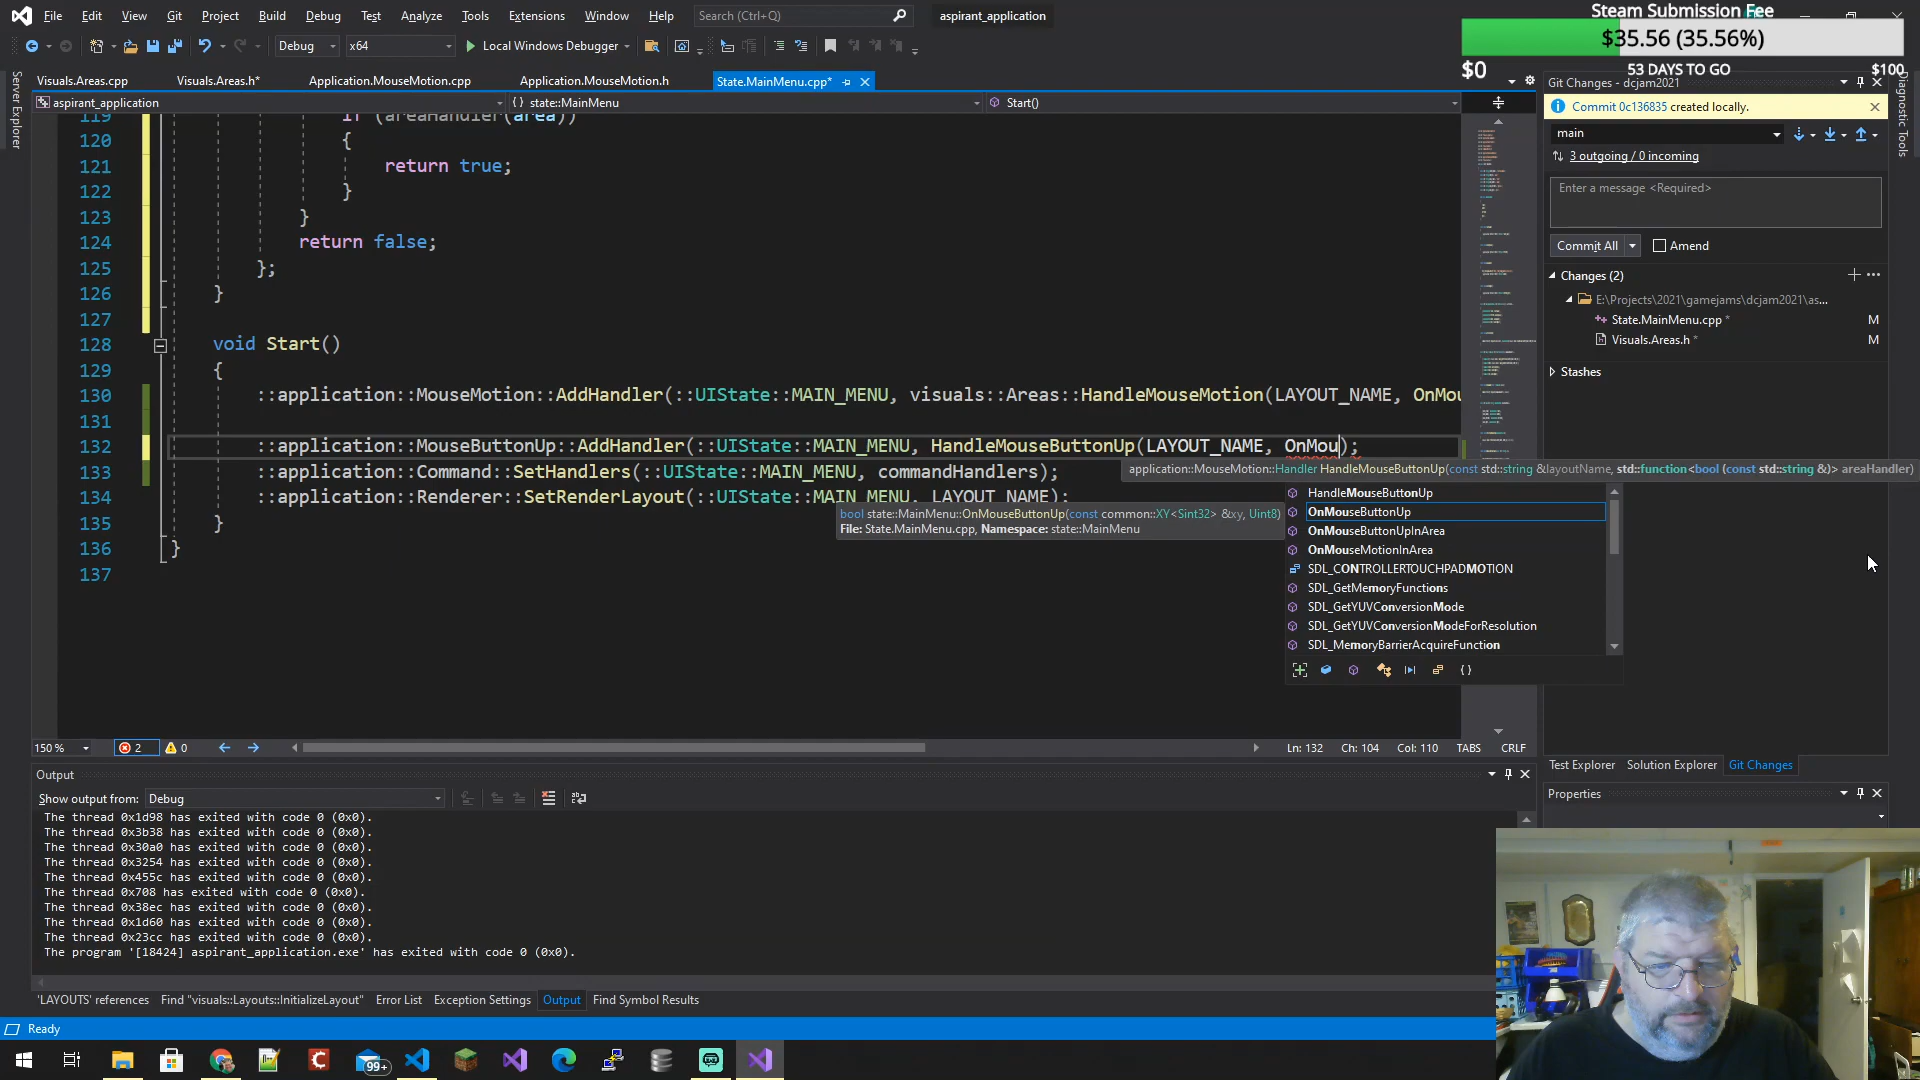 File Edit View Git Project Build Debug Test Analyze Tools Extensions Window Help Search (Ctrl+Q) aspirant_application
Steam Submission Fee
$35.56 (35.56%)
$0 53 DAYS TO GO $100
Debug x64 Local Windows Debugger
Server Explorer
Diagnostic Tools
Visuals.Areas.cpp Visuals.Areas.h* Application.MouseMotion.cpp Application.MouseMotion.h State.MainMenu.cpp*
aspirant_application {} state::MainMenu Start()
119 if (areaHandler(area))
120 {
121 return true;
122 }
123 }
124 return false;
125 };
126 }
127
128 void Start()
129 {
130 ::application::MouseMotion::AddHandler(::UIState::MAIN_MENU, visuals::Areas::HandleMouseMotion(LAYOUT_NAME, OnMou
131
132 ::application::MouseButtonUp::AddHandler(::UIState::MAIN_MENU, HandleMouseButtonUp(LAYOUT_NAME, OnMou);
133 ::application::Command::SetHandlers(::UIState::MAIN_MENU, commandHandlers);
134 ::application::Renderer::SetRenderLayout(::UIState::MAIN_MENU, LAYOUT_NAME);
135 }
136 }
137
application::MouseMotion::Handler HandleMouseButtonUp(const std::string &layoutName, std::function<bool (const std::string &)> areaHandler)
bool state::MainMenu::OnMouseButtonUp(const common::XY<Sint32> &xy, Uint8)
File: State.MainMenu.cpp, Namespace: state::MainMenu
HandleMouseButtonUp
OnMouseButtonUp
OnMouseButtonUpInArea
OnMouseMotionInArea
SDL_CONTROLLERTOUCHPADMOTION
SDL_GetMemoryFunctions
SDL_GetYUVConversionMode
SDL_GetYUVConversionModeForResolution
SDL_MemoryBarrierAcquireFunction
150 % 2 0 Ln: 132 Ch: 104 Col: 110 TABS CRLF
Git Changes - dcjam2021
Commit 0c136835 created locally.
main
3 outgoing / 0 incoming
Enter a message <Required>
Commit All Amend
Changes (2)
E:\Projects\2021\gamejams\dcjam2021\as...
State.MainMenu.cpp * M
Visuals.Areas.h * M
Stashes
Test Explorer Solution Explorer Git Changes
Properties
Output
Show output from: Debug
The thread 0x1d98 has exited with code 0 (0x0).
The thread 0x3b38 has exited with code 0 (0x0).
The thread 0x30a0 has exited with code 0 (0x0).
The thread 0x3254 has exited with code 0 (0x0).
The thread 0x455c has exited with code 0 (0x0).
The thread 0x708 has exited with code 0 (0x0).
The thread 0x38ec has exited with code 0 (0x0).
The thread 0x1d60 has exited with code 0 (0x0).
The thread 0x23cc has exited with code 0 (0x0).
The program '[18424] aspirant_application.exe' has exited with code 0 (0x0).
'LAYOUTS' references Find "visuals::Layouts::InitializeLayout" Error List Exception Settings Output Find Symbol Results
Ready
99+